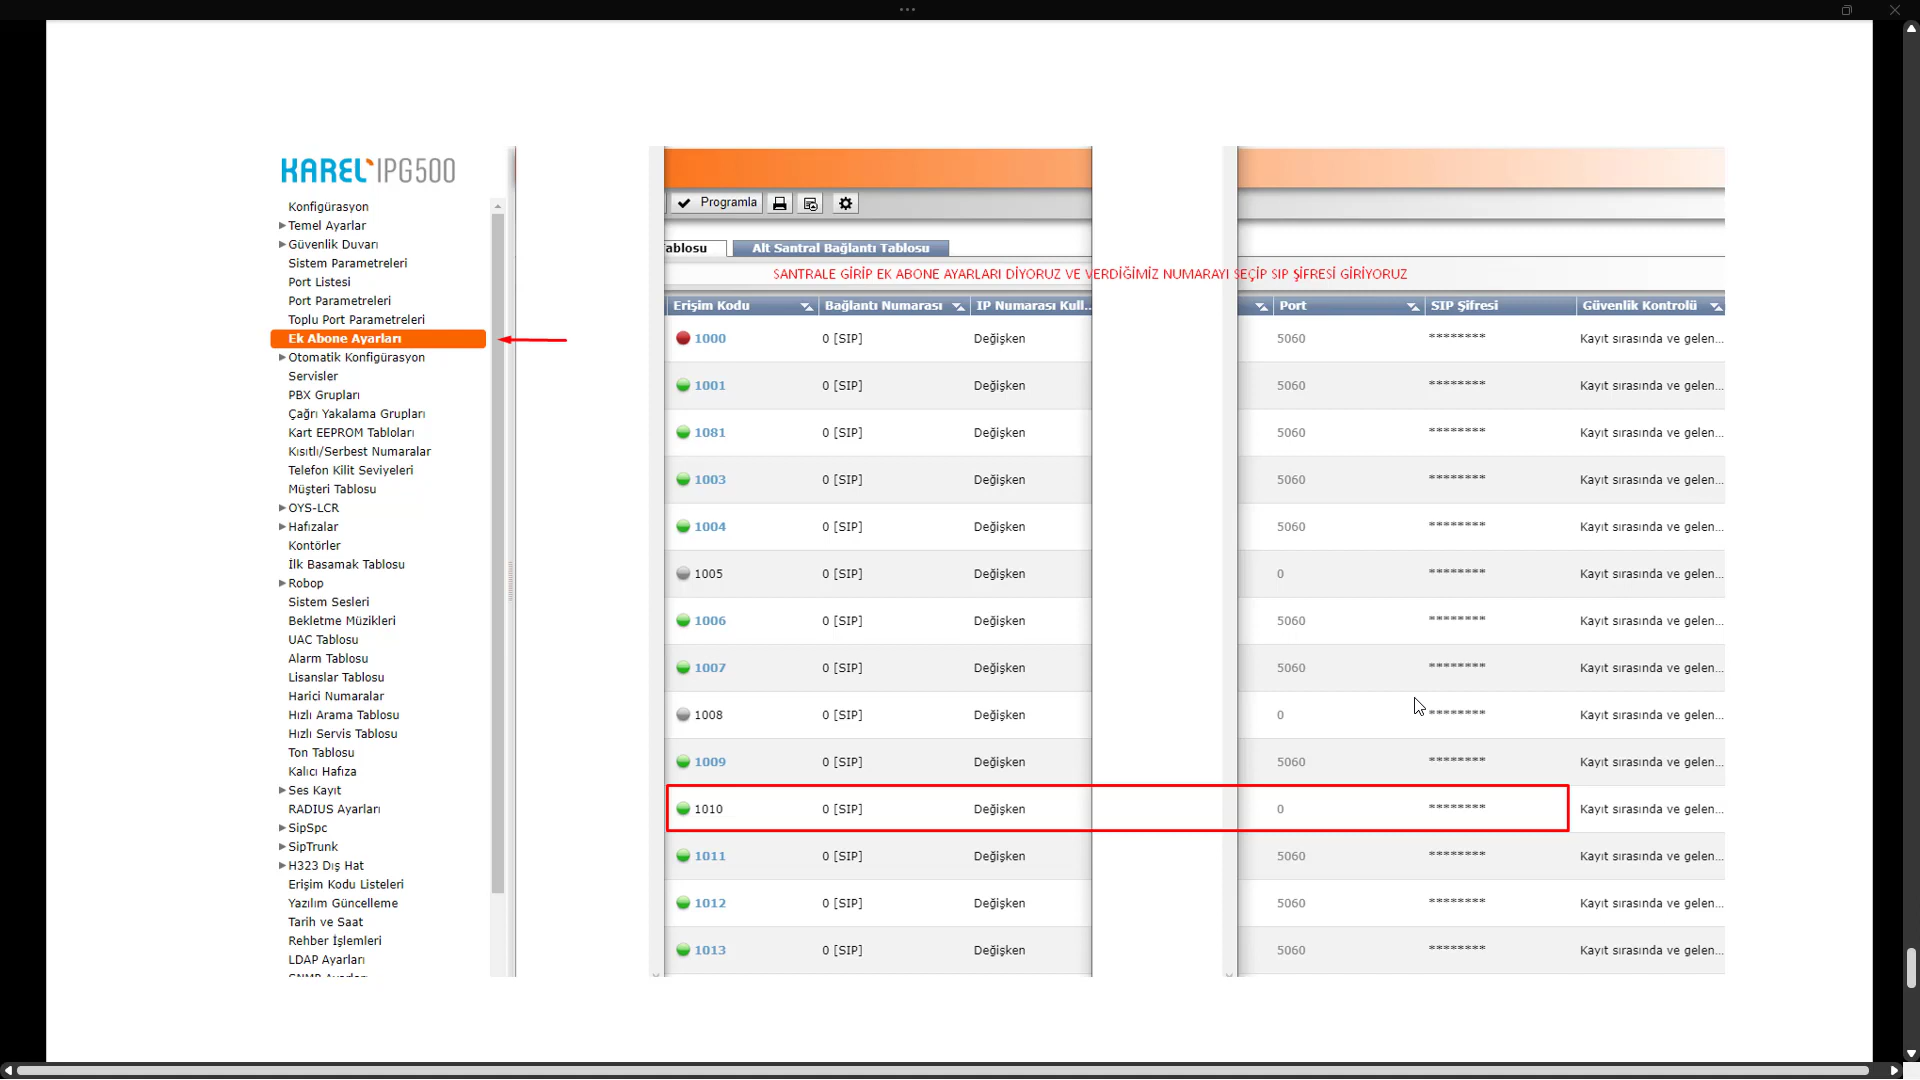 KAREL IPG500
Konfigürasyon
Temel Ayarlar
Güvenlik Duvarı
Sistem Parametreleri
Port Listesi
Port Parametreleri
Toplu Port Parametreleri
Ek Abone Ayarları
Otomatik Konfigürasyon
Servisler
PBX Grupları
Çağrı Yakalama Grupları
Kart EEPROM Tabloları
Kısıtlı/Serbest Numaralar
Telefon Kilit Seviyeleri
Müşteri Tablosu
OYS-LCR
Hafızalar
Kontörler
İlk Basamak Tablosu
Robop
Sistem Sesleri
Bekletme Müzikleri
UAC Tablosu
Alarm Tablosu
Lisanslar Tablosu
Harici Numaralar
Hızlı Arama Tablosu
Hızlı Servis Tablosu
Ton Tablosu
Kalıcı Hafıza
Ses Kayıt
RADIUS Ayarları
SipSpc
SipTrunk
H323 Dış Hat
Erişim Kodu Listeleri
Yazılım Güncelleme
Tarih ve Saat
Rehber İşlemleri
LDAP Ayarları
Programla
ablosu Alt Santral Bağlantı Tablosu
SANTRALE GİRİP EK ABONE AYARLARI DİYORUZ VE VERDİĞİMİZ NUMARAYI SEÇİP SIP ŞİFRESİ GİRİYORUZ
Erişim Kodu Bağlantı Numarası IP Numarası Kull... Port SIP Şifresi Güvenlik Kontrolü
1000 0 [SIP] Değişken 5060 ******** Kayıt sırasında ve gelen...
1001 0 [SIP] Değişken 5060 ******** Kayıt sırasında ve gelen...
1081 0 [SIP] Değişken 5060 ******** Kayıt sırasında ve gelen...
1003 0 [SIP] Değişken 5060 ******** Kayıt sırasında ve gelen...
1004 0 [SIP] Değişken 5060 ******** Kayıt sırasında ve gelen...
1005 0 [SIP] Değişken 0 ******** Kayıt sırasında ve gelen...
1006 0 [SIP] Değişken 5060 ******** Kayıt sırasında ve gelen...
1007 0 [SIP] Değişken 5060 ******** Kayıt sırasında ve gelen...
1008 0 [SIP] Değişken 0 ******** Kayıt sırasında ve gelen...
1009 0 [SIP] Değişken 5060 ******** Kayıt sırasında ve gelen...
1010 0 [SIP] Değişken 0 ******** Kayıt sırasında ve gelen...
1011 0 [SIP] Değişken 5060 ******** Kayıt sırasında ve gelen...
1012 0 [SIP] Değişken 5060 ******** Kayıt sırasında ve gelen...
1013 0 [SIP] Değişken 5060 ******** Kayıt sırasında ve gelen...